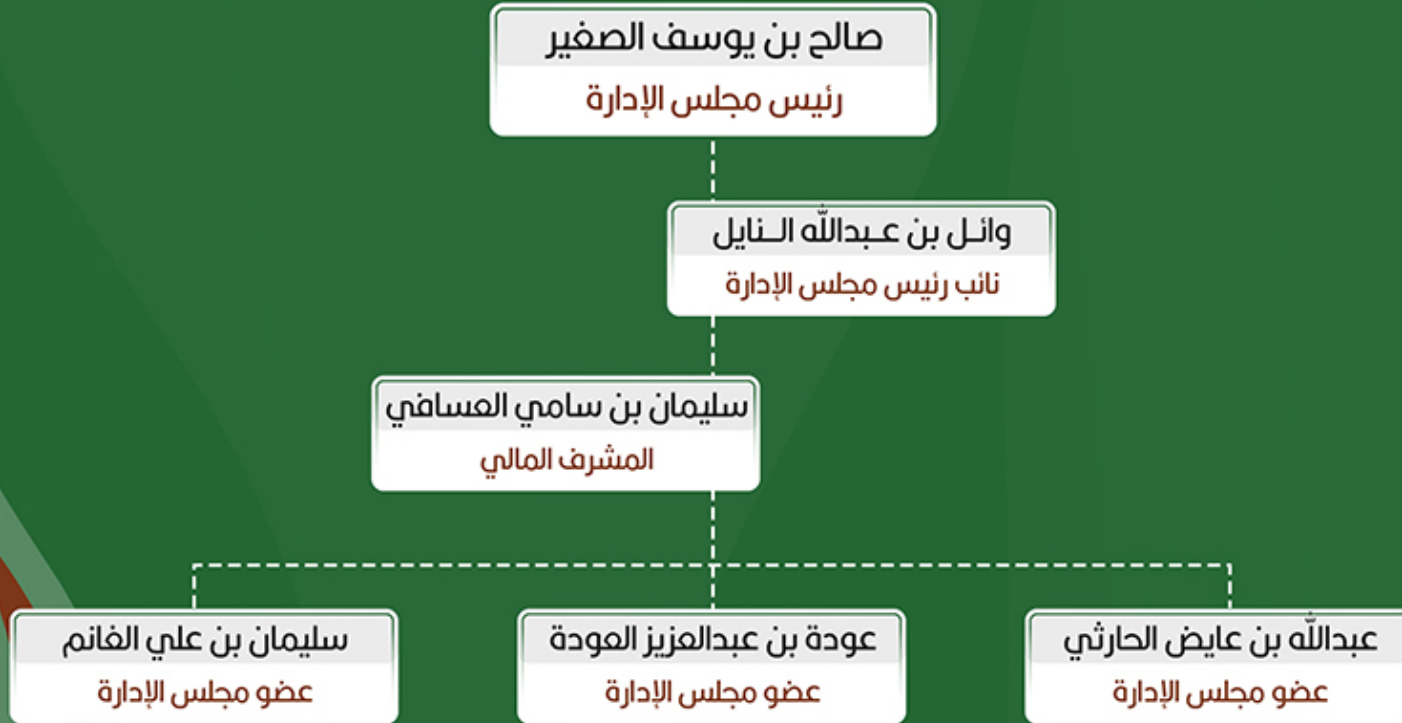 صالح بن يوسف الصغير
رئيس مجلس الإدارة
وائـل بن عـبدالله الـنايل
نائب رئيس مجلس الإدارة
سليمان بن سامي العسافي
المشرف المالي
عبدالله بن عايض الحارثي
عضو مجلس الإدارة
عودة بن عبدالعزيز العودة
عضو مجلس الإدارة
سليمان بن علي الغانم
عضو مجلس الإدارة